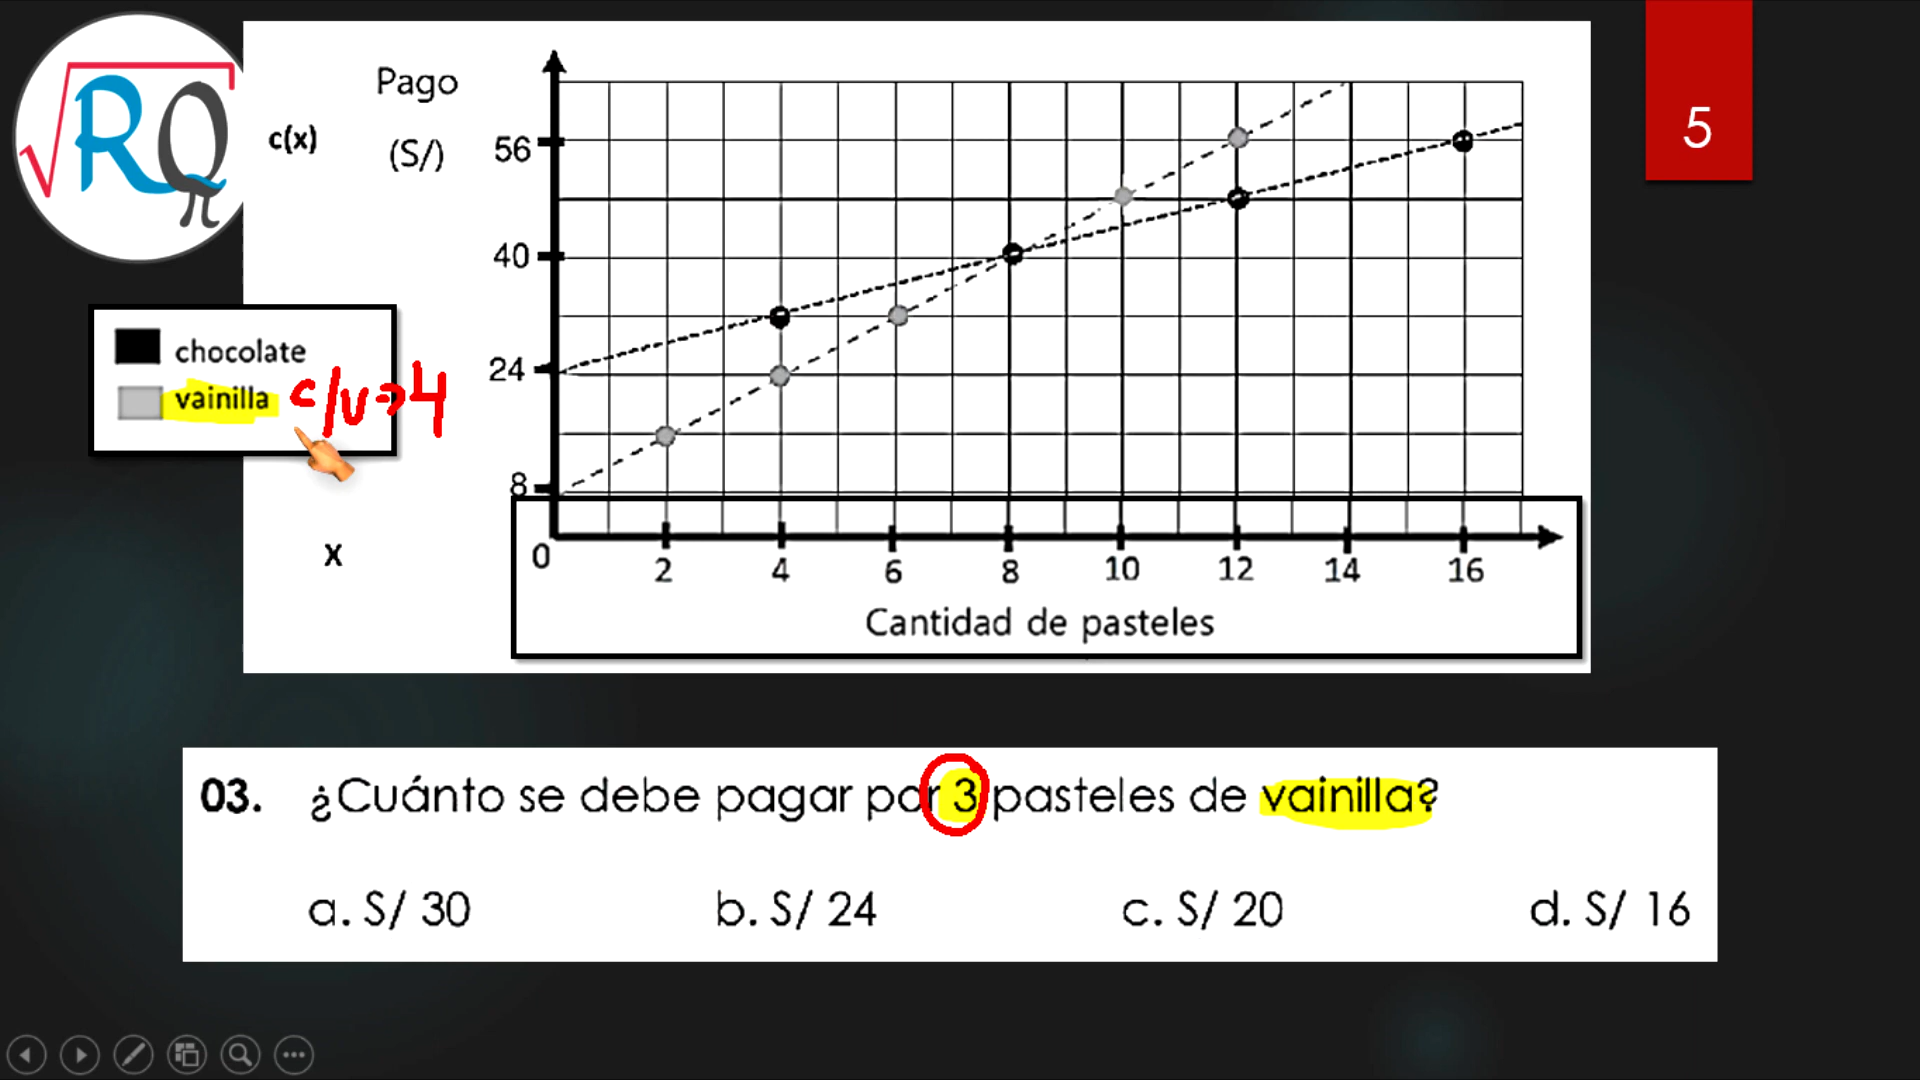 RQ
π
Pago
(S/)
c(x)
5
56
40
24
8
chocolate
vainilla c/v→4
x
0 2 4 6 8 10 12 14 16
Cantidad de pasteles
03. ¿Cuánto se debe pagar por 3 pasteles de vainilla?
a. S/ 30 b. S/ 24 c. S/ 20 d. S/ 16